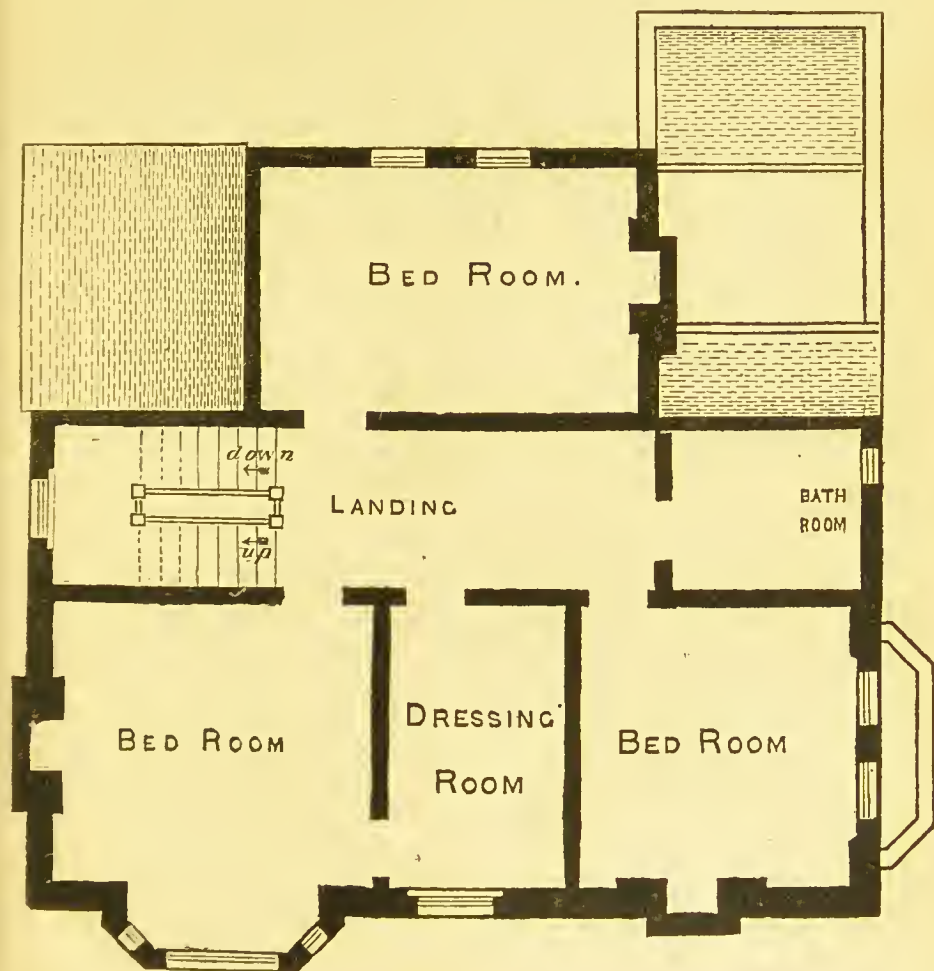 BED ROOM.
down
LANDING
up
BATH
ROOM
BED ROOM
DRESSING
ROOM
BED ROOM